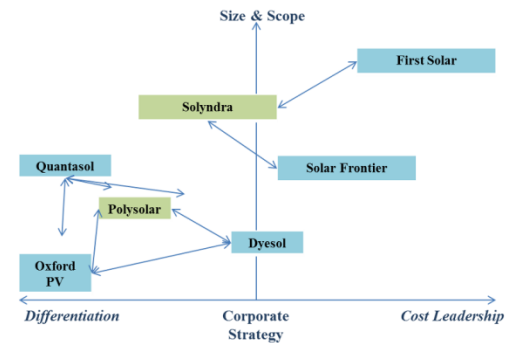 Size & Scope
First Solar
Solyndra
Quantasol
Solar Frontier
Polysolar
Dyesol
Oxford
PV
Differentiation
Corporate
Strategy
Cost Leadership